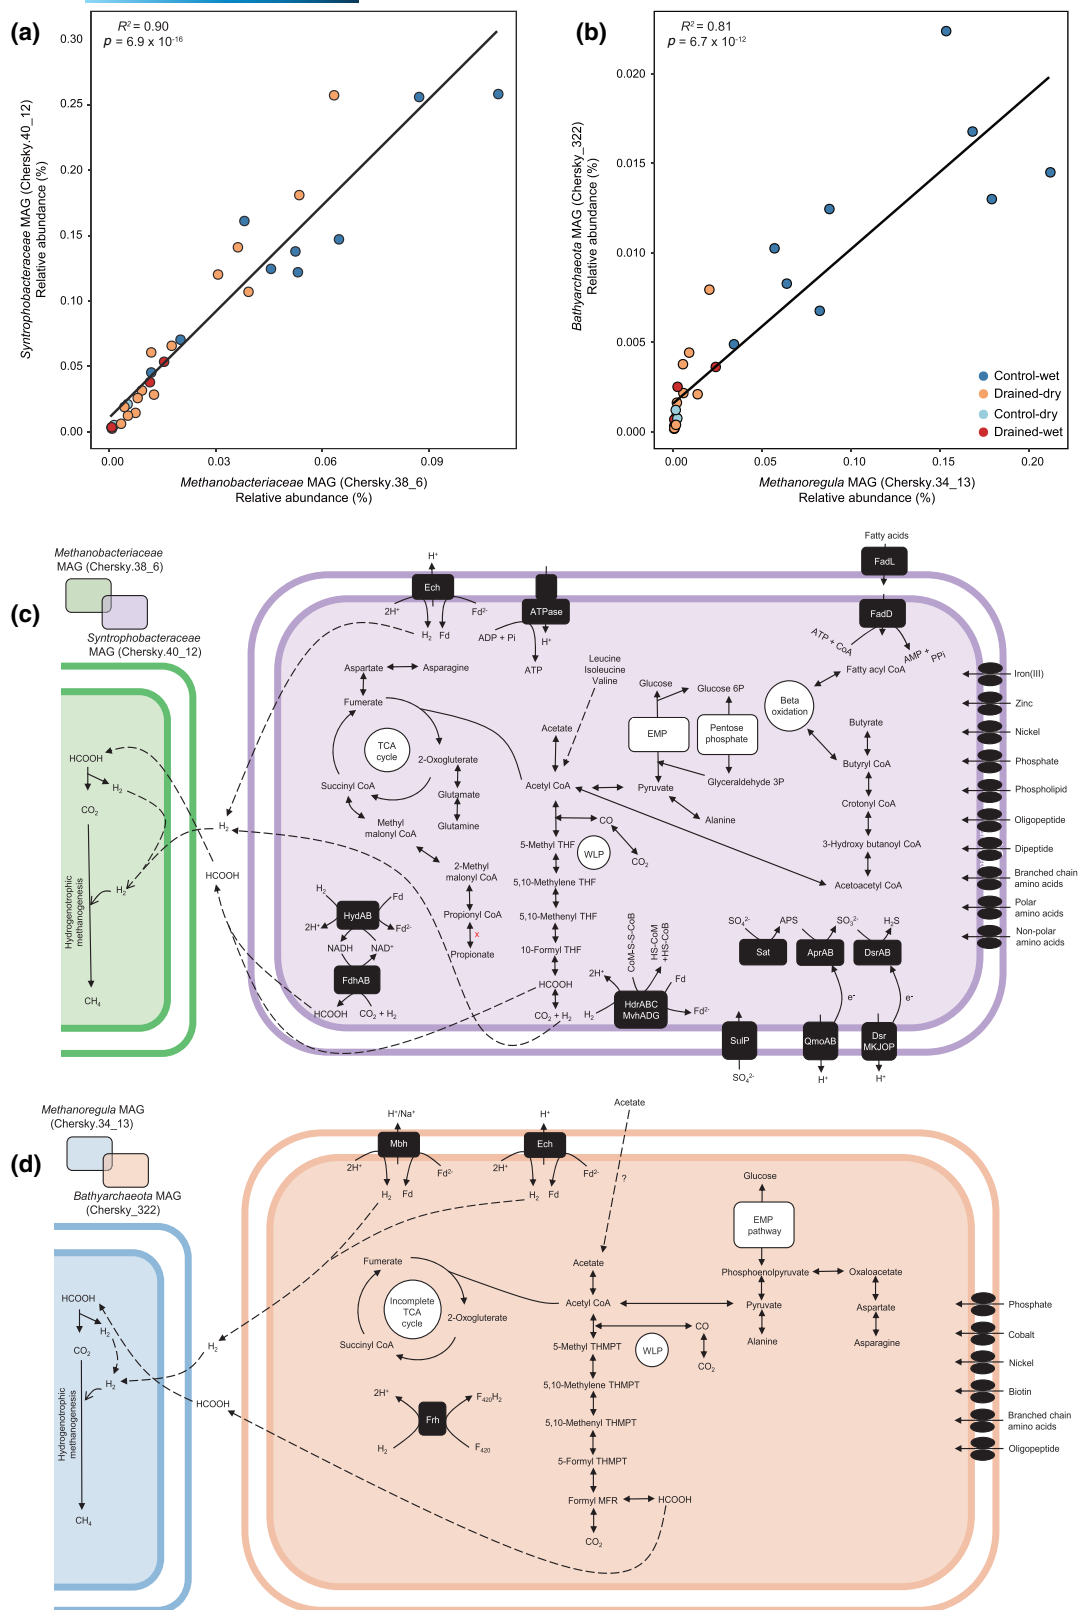 (a)
R² = 0.90
p = 6.9 x 10⁻¹⁶
0.30
0.25
0.20
0.15
0.10
0.05
0.00
Syntrophobacteraceae MAG (Chersky.40_12)
Relative abundance (%)
0.00
0.03
0.06
0.09
Methanobacteriaceae MAG (Chersky.38_6)
Relative abundance (%)
(b)
R² = 0.81
p = 6.7 x 10⁻¹²
0.020
0.015
0.010
0.005
0.000
Bathyarchaeota MAG (Chersky_322)
Relative abundance (%)
Control-wet
Drained-dry
Control-dry
Drained-wet
0.00
0.05
0.10
0.15
0.20
Methanoregula MAG (Chersky.34_13)
Relative abundance (%)
(c)
Methanobacteriaceae
MAG (Chersky.38_6)
Syntrophobacteraceae
MAG (Chersky.40_12)
HCOOH
H₂
CO₂
H₂
Hydrogenotrophic
methanogenesis
CH₄
H₂
HCOOH
H⁺
Ech
2H⁺
Fd²⁻
H₂
Fd
ATPase
ADP + Pi
H⁺
ATP
Fatty acids
FadL
FadD
ATP + CoA
AMP +
PPi
Fatty acyl CoA
Beta
oxidation
Butyrate
Butyryl CoA
Crotonyl CoA
3-Hydroxy butanoyl CoA
Acetoacetyl CoA
Aspartate
Asparagine
Fumarate
TCA
cycle
2-Oxogluterate
Succinyl CoA
Glutamate
Glutamine
Methyl
malonyl CoA
2-Methyl
malonyl CoA
Propionyl CoA
x
Propionate
Leucine
Isoleucine
Valine
Acetate
Acetyl CoA
CO
CO₂
WLP
5-Methyl THF
5,10-Methylene THF
5,10-Methenyl THF
10-Formyl THF
HCOOH
CO₂ + H₂
Glucose
Glucose 6P
EMP
Pentose
phosphate
Glyceraldehyde 3P
Pyruvate
Alanine
H₂
Fd
HydAB
2H⁺
Fd²⁻
NADH
NAD⁺
FdhAB
HCOOH
CO₂ + H₂
CoM-S-S-CoB
HS-CoM
+HS-CoB
2H⁺
Fd
HdrABC
MvhADG
H₂
Fd²⁻
SO₄²⁻
APS
SO₃²⁻
H₂S
Sat
AprAB
DsrAB
e⁻
e⁻
SulP
QmoAB
Dsr
MKJOP
SO₄²⁻
H⁺
H⁺
Iron(III)
Zinc
Nickel
Phosphate
Phospholipid
Oligopeptide
Dipeptide
Branched chain
amino acids
Polar
amino acids
Non-polar
amino acids
(d)
Methanoregula MAG
(Chersky.34_13)
Bathyarchaeota MAG
(Chersky_322)
HCOOH
H₂
CO₂
H₂
Hydrogenotrophic
methanogenesis
CH₄
H₂
HCOOH
H⁺/Na⁺
Mbh
2H⁺
Fd²⁻
H₂
Fd
H⁺
Ech
2H⁺
Fd²⁻
H₂
Fd
Acetate
?
Acetate
Acetyl CoA
Fumerate
Incomplete
TCA
cycle
2-Oxogluterate
Succinyl CoA
2H⁺
F₄₂₀H₂
Frh
H₂
F₄₂₀
5-Methyl THMPT
WLP
CO
CO₂
5,10-Methylene THMPT
5,10-Methenyl THMPT
5-Formyl THMPT
Formyl MFR
HCOOH
CO₂
Glucose
EMP
pathway
Phosphoenolpyruvate
Oxaloacetate
Pyruvate
Aspartate
Alanine
Asparagine
Phosphate
Cobalt
Nickel
Biotin
Branched chain
amino acids
Oligopeptide